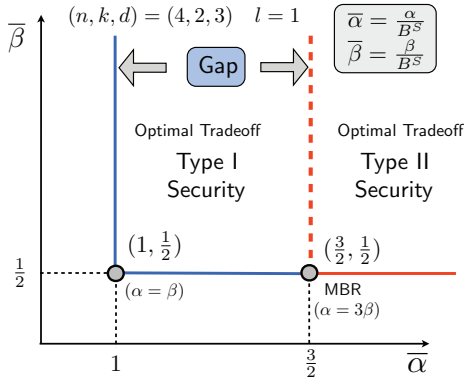 (n, k, d) = (4, 2, 3) l = 1
β̅
α̅ = α/B^S
β̅ = β/B^S
Gap
Optimal Tradeoff
Type I
Security
Optimal Tradeoff
Type II
Security
(1, 1/2)
(3/2, 1/2)
1/2
(α = β)
MBR
(α = 3β)
1
3/2
α̅